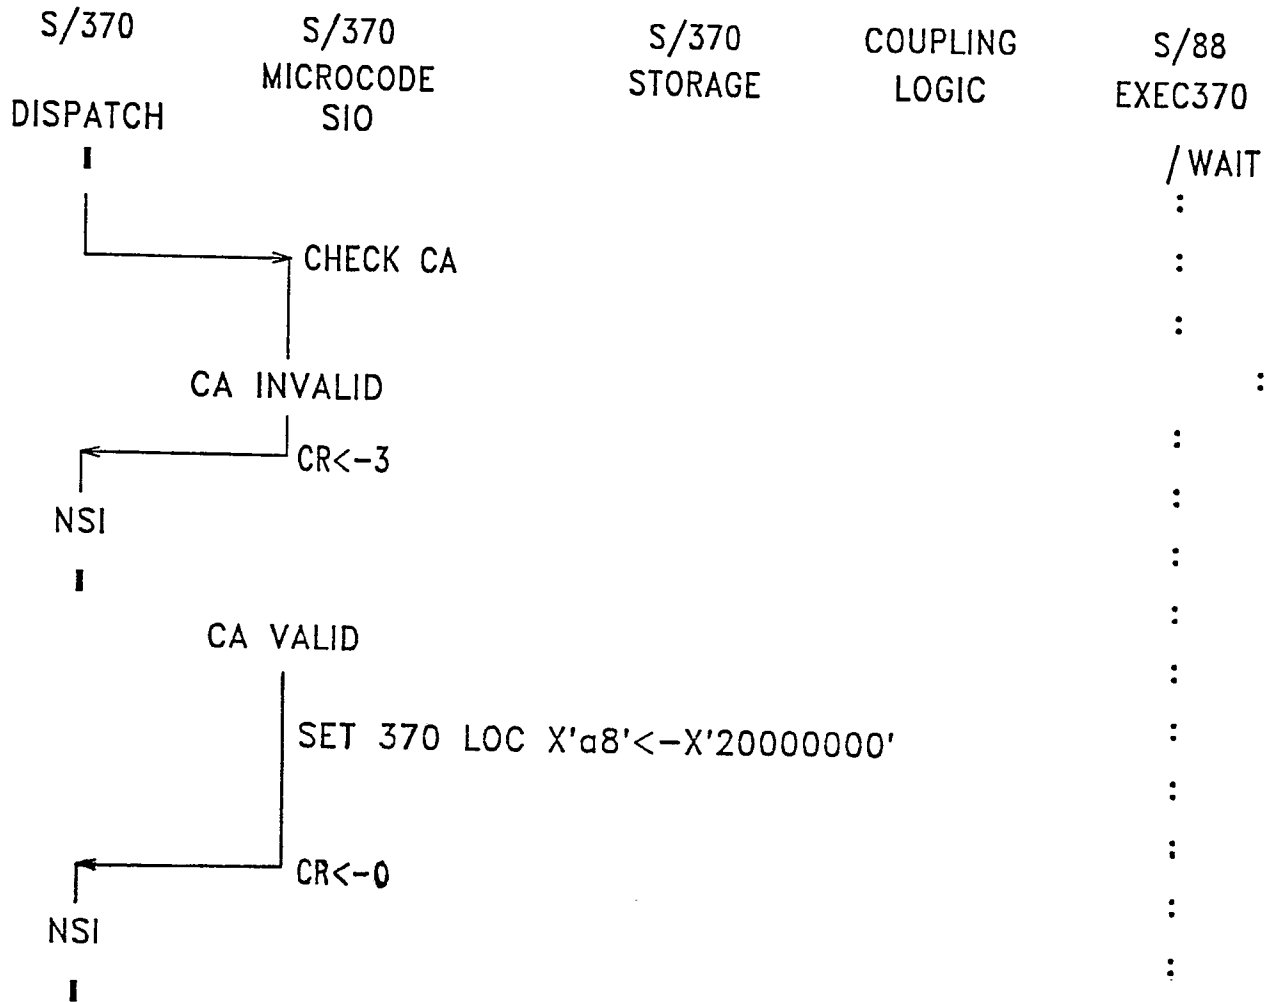 S/370
S/370
MICROCODE
SIO
S/370
STORAGE
COUPLING
LOGIC
S/88
EXEC370
DISPATCH
/WAIT
:
CHECK CA
:
:
CA INVALID
:
CR<-3
:
:
NSI
:
CA VALID
:
:
SET 370 LOC X'a8'<-X'20000000'
:
:
CR<-0
:
NSI
:
: